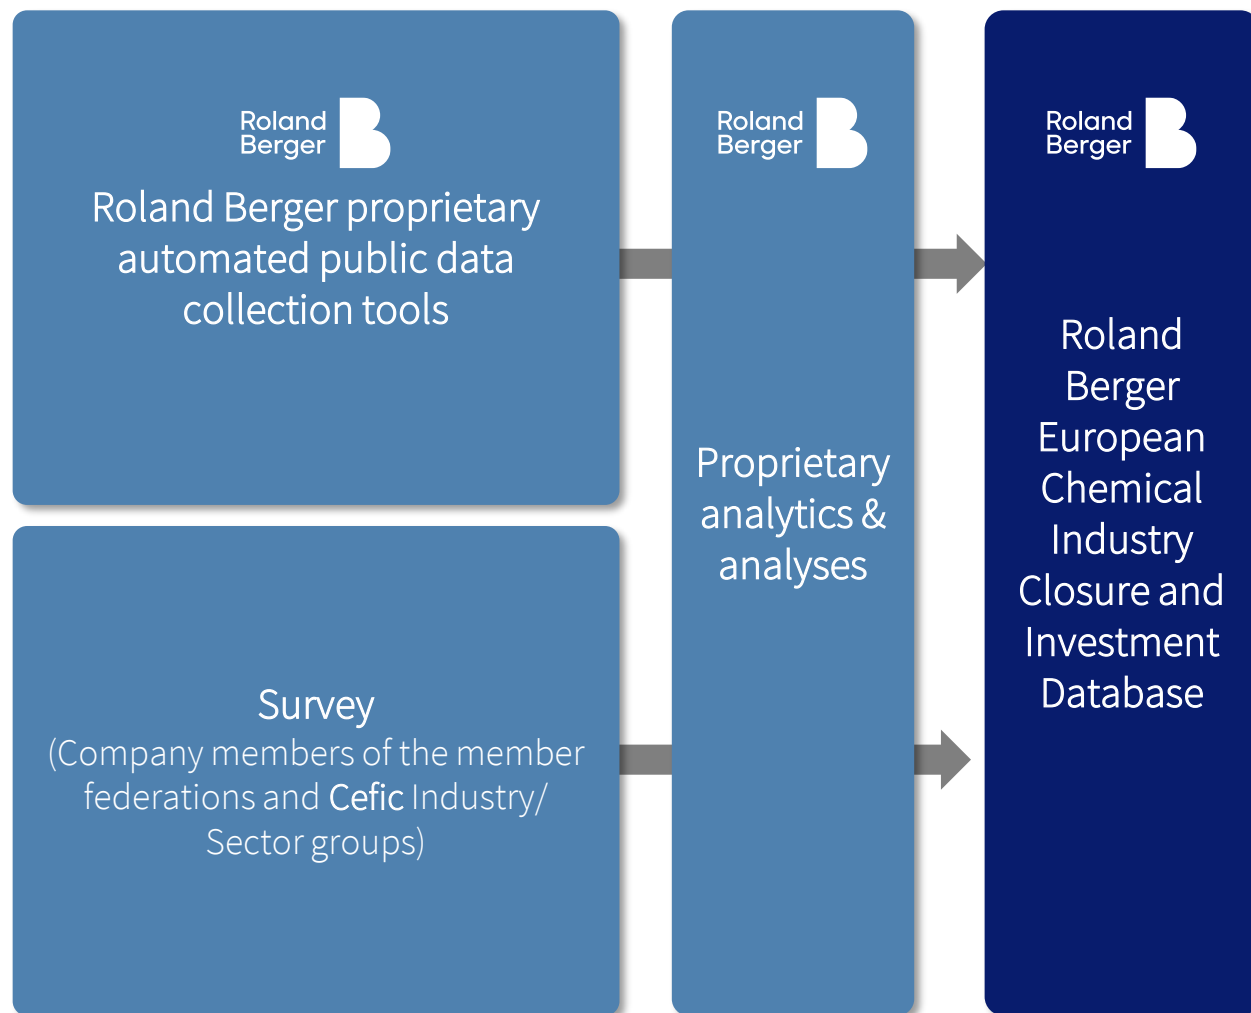 Roland
Berger
Roland Berger proprietary
automated public data
collection tools
Survey
(Company members of the member
federations and Cefic Industry/
Sector groups)
Roland
Berger
Proprietary
analytics &
analyses
Roland
Berger
Roland
Berger
European
Chemical
Industry
Closure and
Investment
Database